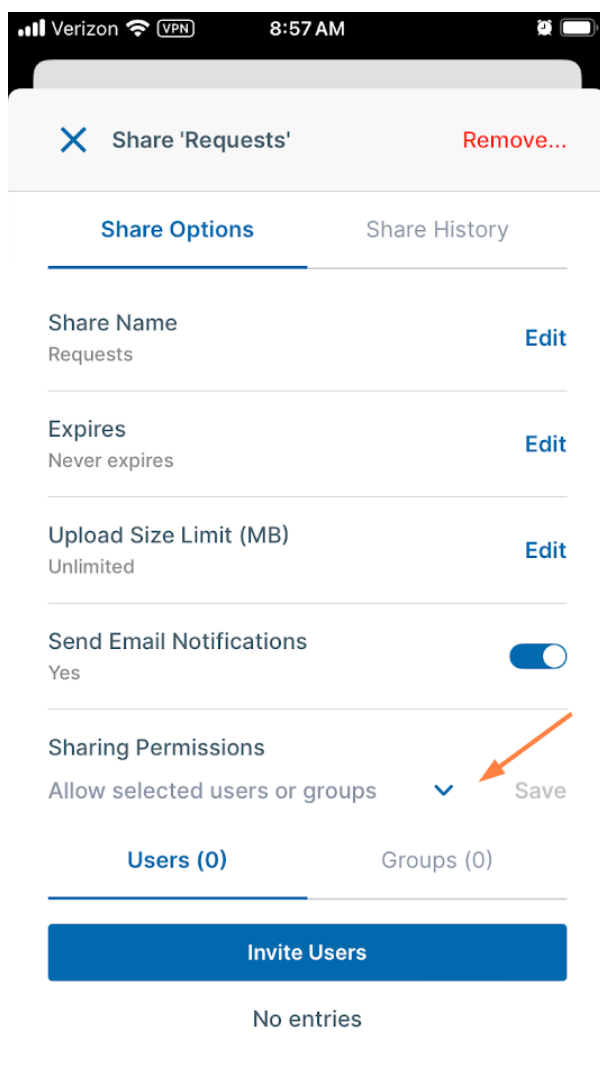 Verizon VPN 8:57 AM
Share 'Requests' Remove...
Share Options Share History
Share Name
Edit
Requests
Expires
Edit
Never expires
Upload Size Limit (MB)
Edit
Unlimited
Send Email Notifications
Yes
Sharing Permissions
Allow selected users or groups Save
Users (0) Groups (0)
Invite Users
No entries